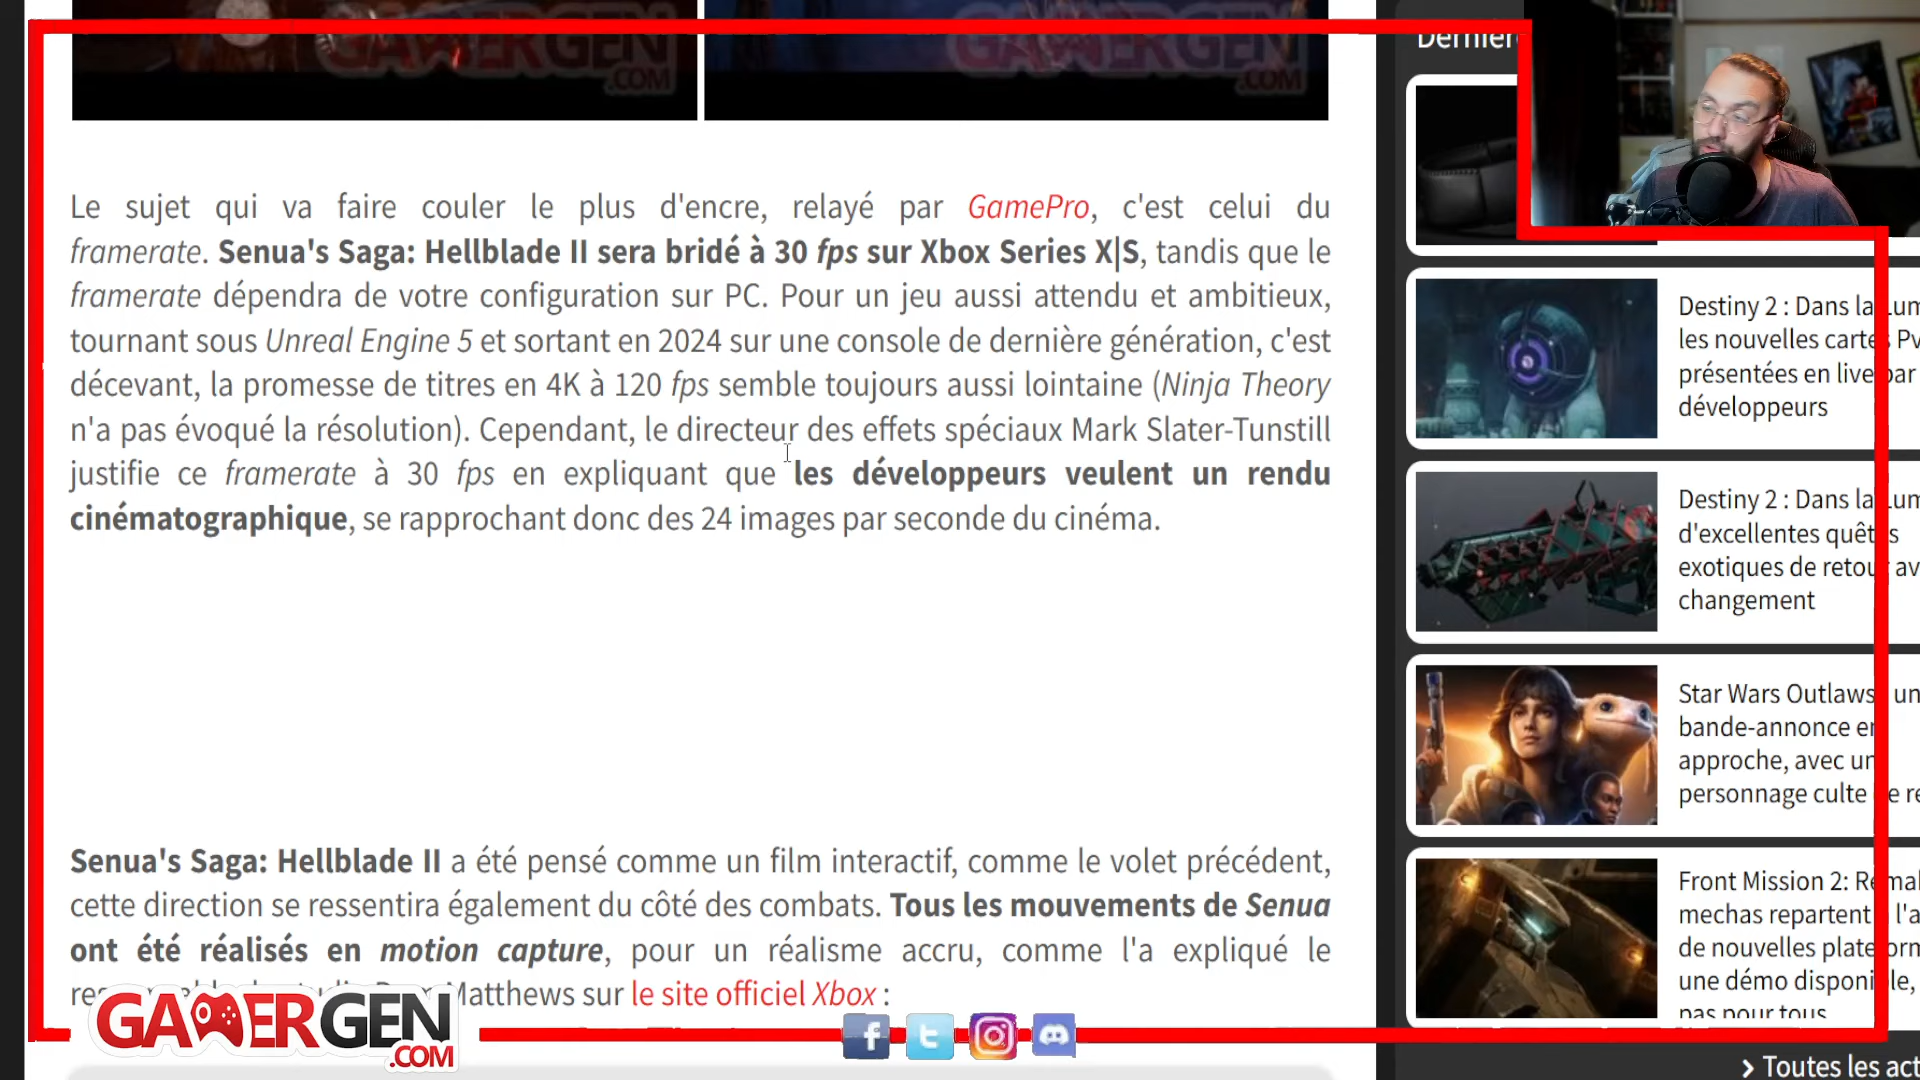 GAMERGEN
.COM
GAMERGEN
.COM
Le sujet qui va faire couler le plus d'encre, relayé par GamePro, c'est celui du
framerate. Senua's Saga: Hellblade II sera bridé à 30 fps sur Xbox Series X|S, tandis que le
framerate dépendra de votre configuration sur PC. Pour un jeu aussi attendu et ambitieux,
tournant sous Unreal Engine 5 et sortant en 2024 sur une console de dernière génération, c'est
décevant, la promesse de titres en 4K à 120 fps semble toujours aussi lointaine (Ninja Theory
n'a pas évoqué la résolution). Cependant, le directeur des effets spéciaux Mark Slater-Tunstill
justifie ce framerate à 30 fps en expliquant que les développeurs veulent un rendu
cinématographique, se rapprochant donc des 24 images par seconde du cinéma.
Senua's Saga: Hellblade II a été pensé comme un film interactif, comme le volet précédent,
cette direction se ressentira également du côté des combats. Tous les mouvements de Senua
ont été réalisés en motion capture, pour un réalisme accru, comme l'a expliqué le
Matthews sur le site officiel Xbox :
GAMERGEN
.COM
Dernière
Destiny 2 : Dans la Lum
les nouvelles cartes Pv
présentées en live par
développeurs
Destiny 2 : Dans la Lum
d'excellentes quêtes
exotiques de retour av
changement
Star Wars Outlaws un
bande-annonce en
approche, avec un
personnage culte de re
Front Mission 2: Remak
mechas repartent à l'a
de nouvelles plateform
une démo disponible,
pas pour tous
Toutes les act